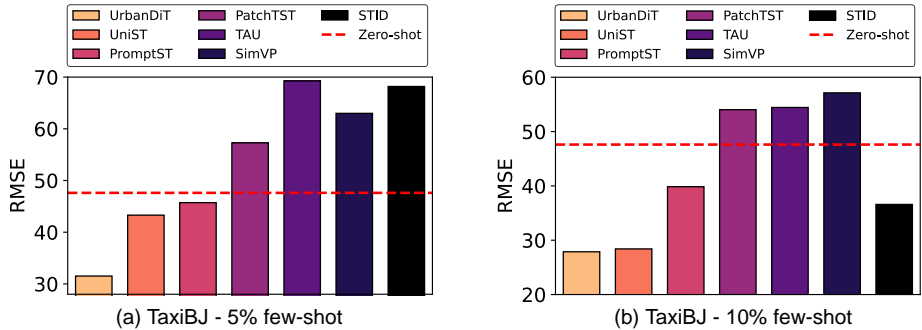 UrbanDiT PatchTST STID
UniST TAU Zero-shot
PromptST SimVP
RMSE
70
60
50
40
30
(a) TaxiBJ - 5% few-shot
UrbanDiT PatchTST STID
UniST TAU Zero-shot
PromptST SimVP
RMSE
60
50
40
30
20
(b) TaxiBJ - 10% few-shot